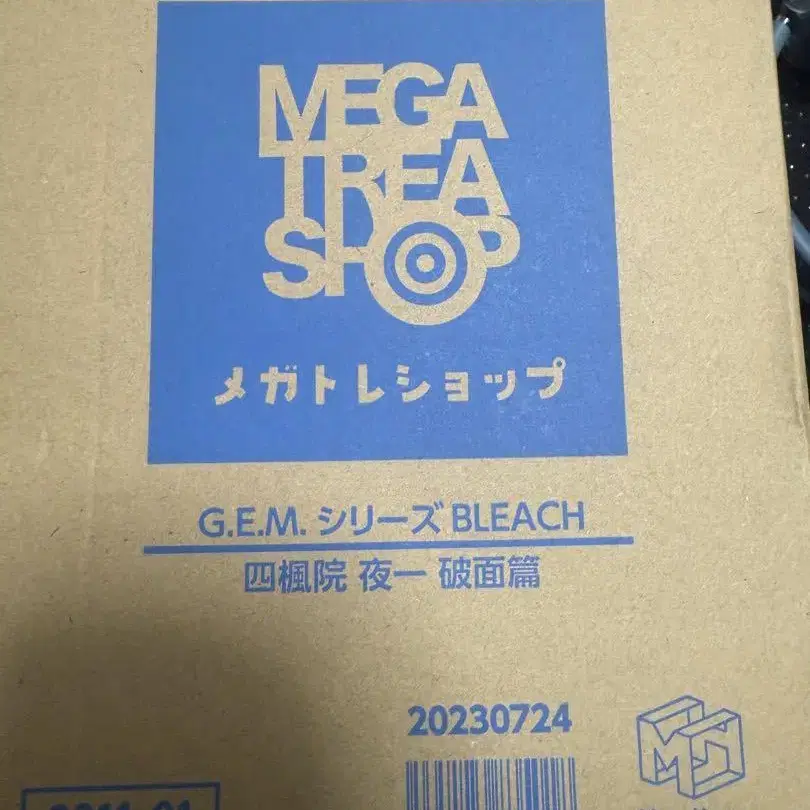 MEGA
TREA
SHOP
メガトレショップ
G.E.M. シリーズ BLEACH
四楓院 夜一 破面篇
20230724
MH